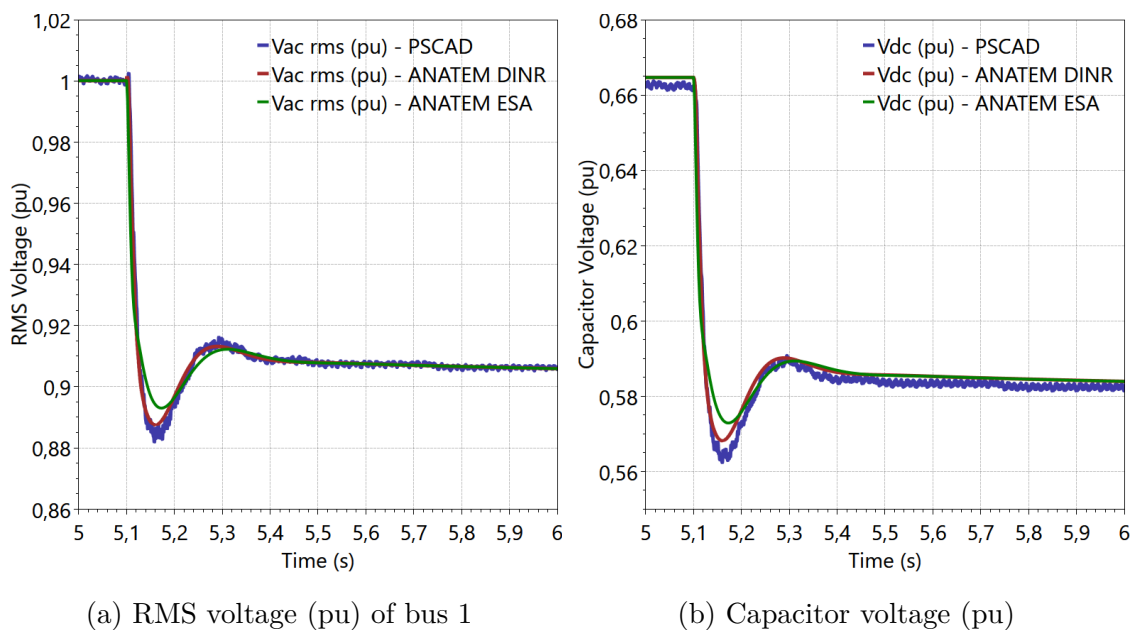 1,02
1
0,98
0,96
0,94
0,92
0,9
0,88
0,86
RMS Voltage (pu)
Vac rms (pu) - PSCAD
Vac rms (pu) - ANATEM DINR
Vac rms (pu) - ANATEM ESA
5 5,1 5,2 5,3 5,4 5,5 5,6 5,7 5,8 5,9 6
Time (s)
(a) RMS voltage (pu) of bus 1
0,68
0,66
0,64
0,62
0,6
0,58
0,56
Capacitor Voltage (pu)
Vdc (pu) - PSCAD
Vdc (pu) - ANATEM DINR
Vdc (pu) - ANATEM ESA
5 5,1 5,2 5,3 5,4 5,5 5,6 5,7 5,8 5,9 6
Time (s)
(b) Capacitor voltage (pu)